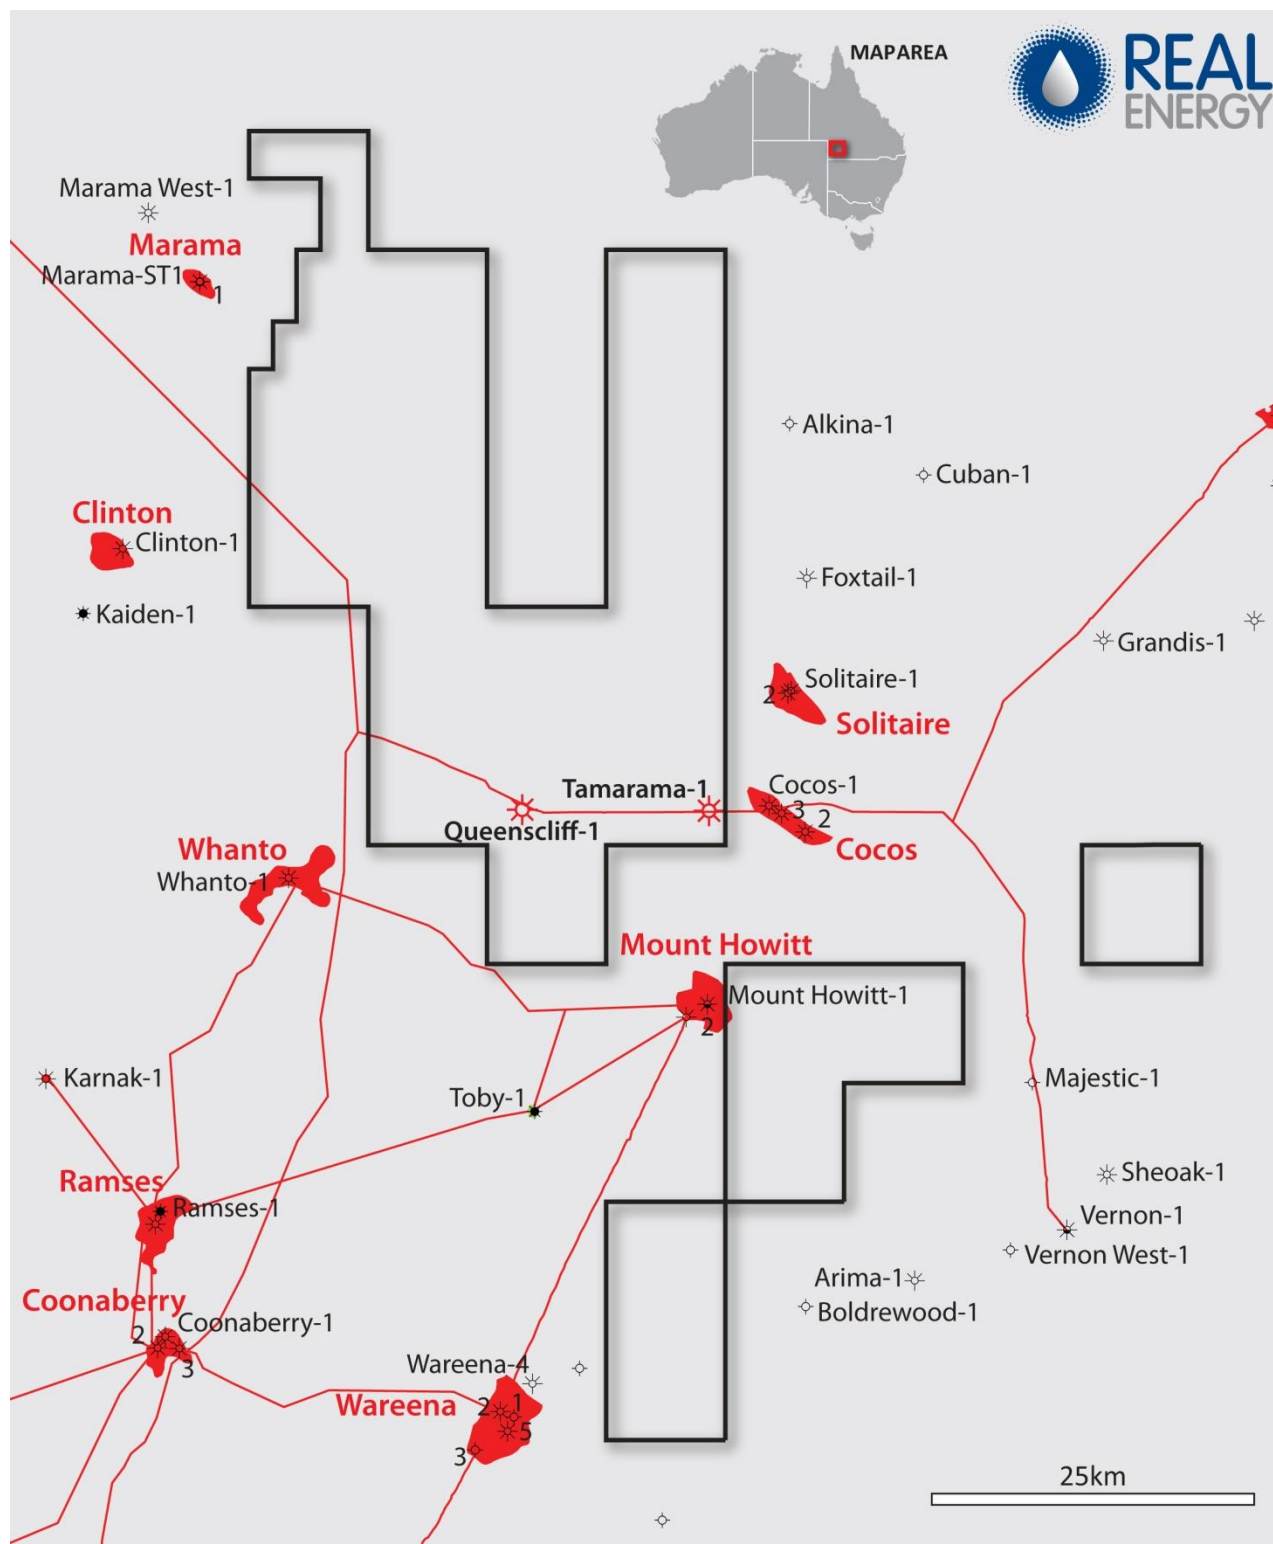 MAPAREA
REAL
ENERGY
Marama West-1
Marama
Marama-ST1
1
Alkina-1
Cuban-1
Clinton
Clinton-1
Foxtail-1
Kaiden-1
Grandis-1
Solitaire-1
2
Solitaire
Tamarama-1
Cocos-1
3
2
Queenscliff-1
Cocos
Whanto
Whanto-1
Mount Howitt
Mount Howitt-1
2
Karnak-1
Toby-1
Majestic-1
Ramses
Sheoak-1
Ramses-1
Vernon-1
Vernon West-1
Arima-1
Coonaberry
Boldrewood-1
Coonaberry-1
2
3
Wareena-4
Wareena
2
1
5
3
25km